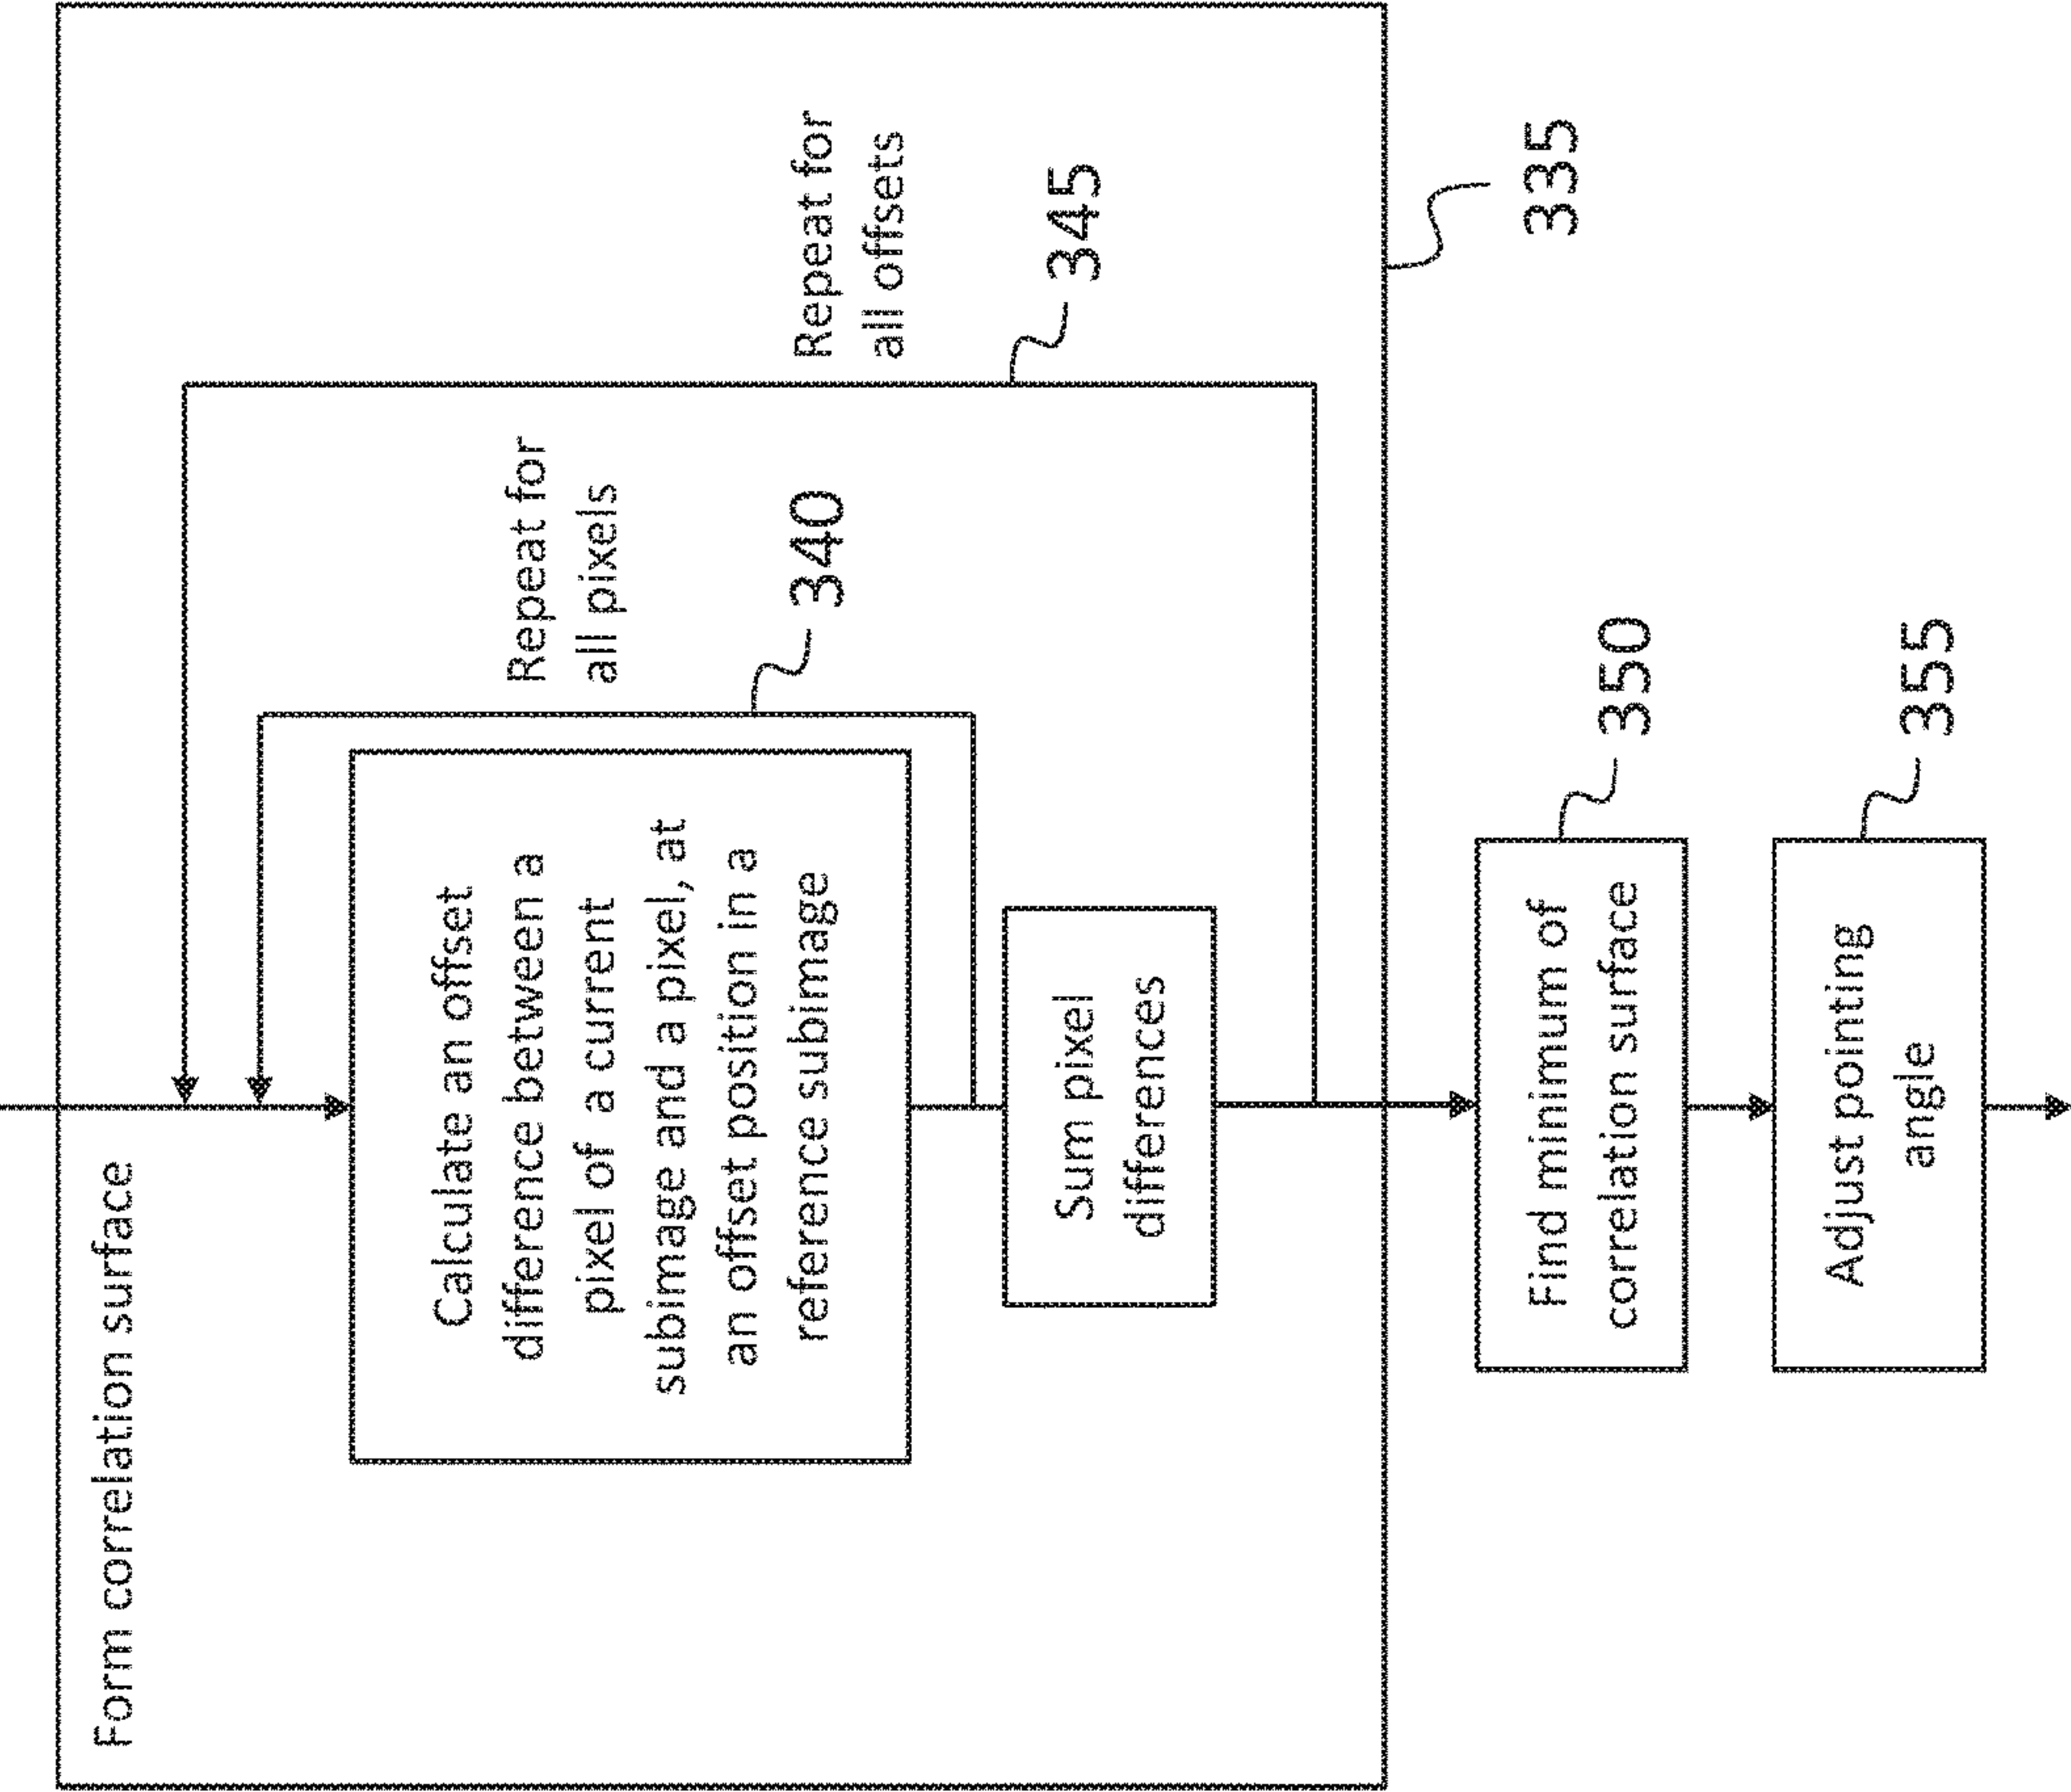 Form correlation surface
Calculate an offset
difference between a
pixel of a current
subimage and a pixel, at
an offset position in a
reference subimage
Repeat for
all pixels
340
Sum pixel
differences
Repeat for
all offsets
345
335
Find minimum of
correlation surface
350
Adjust pointing
angle
355